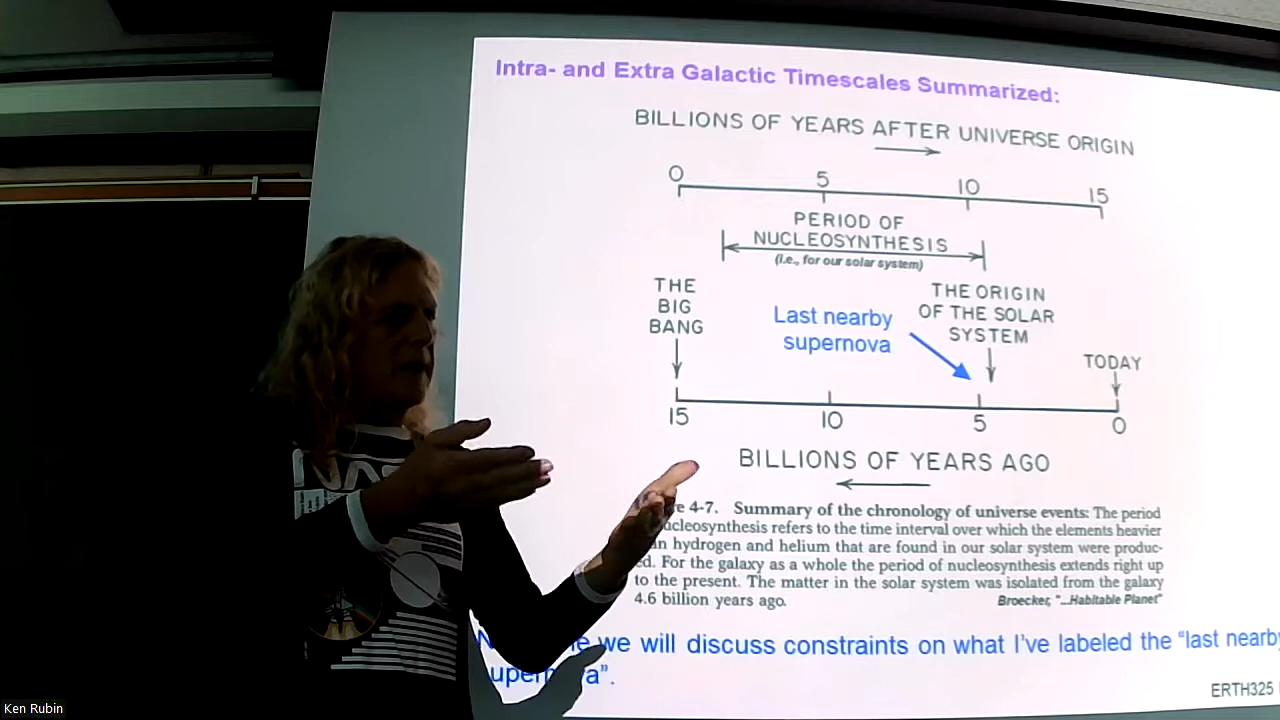 Intra- and Extra Galactic Timescales Summarized:
BILLIONS OF YEARS AFTER UNIVERSE ORIGIN
0 5 10 15
PERIOD OF
NUCLEOSYNTHESIS
(i.e., for our solar system)
THE
BIG
BANG
Last nearby
supernova
THE ORIGIN
OF THE SOLAR
SYSTEM
TODAY
15 10 5 0
BILLIONS OF YEARS AGO
4-7. Summary of the chronology of universe events: The period
nucleosynthesis refers to the time interval over which the elements heavier
hydrogen and helium that are found in our solar system were produc-
ed. For the galaxy as a whole the period of nucleosynthesis extends right up
to the present. The matter in the solar system was isolated from the galaxy
4.6 billion years ago.
Broecker, "...Habitable Planet"
we will discuss constraints on what I've labeled the “last nearby
ERTH325
NASA
Ken Rubin